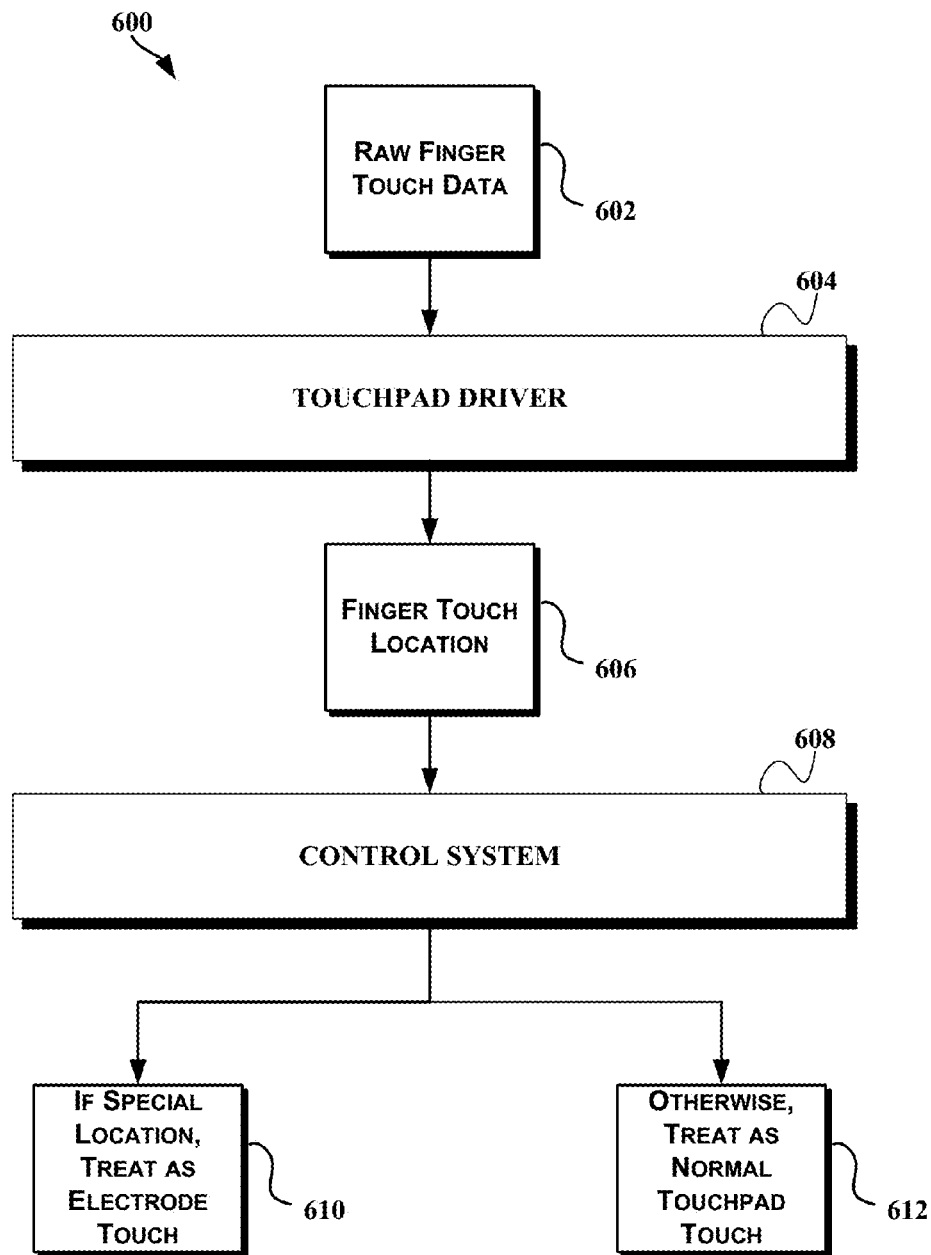 600
RAW FINGER
TOUCH DATA
602
604
TOUCHPAD DRIVER
FINGER TOUCH
LOCATION
606
608
CONTROL SYSTEM
IF SPECIAL
LOCATION,
TREAT AS
ELECTRODE
TOUCH
610
OTHERWISE,
TREAT AS
NORMAL
TOUCHPAD
TOUCH
612